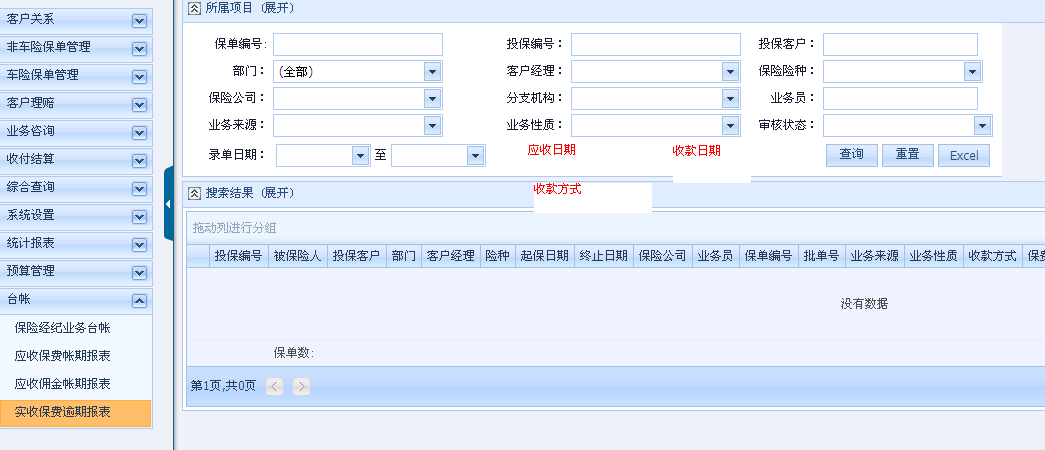 客户关系
非车险保单管理
车险保单管理
客户理赔
业务咨询
收付结算
综合查询
系统设置
统计报表
预算管理
台帐
保险经纪业务台帐
应收保费帐期报表
应收佣金帐期报表
实收保费逾期报表
所属项目（展开）
保单编号: 投保编号： 投保客户：
部门： (全部) 客户经理： 保险险种：
保险公司： 分支机构： 业务员：
业务来源： 业务性质： 审核状态：
录单日期： 至 应收日期 收款日期 查询 重置 Excel
收款方式
搜索结果（展开）
拖动列进行分组
投保编号 被保险人 投保客户 部门 客户经理 险种 起保日期 终止日期 保险公司 业务员 保单编号 批单号 业务来源 业务性质 收款方式 保费
没有数据
保单数:
第1页,共0页